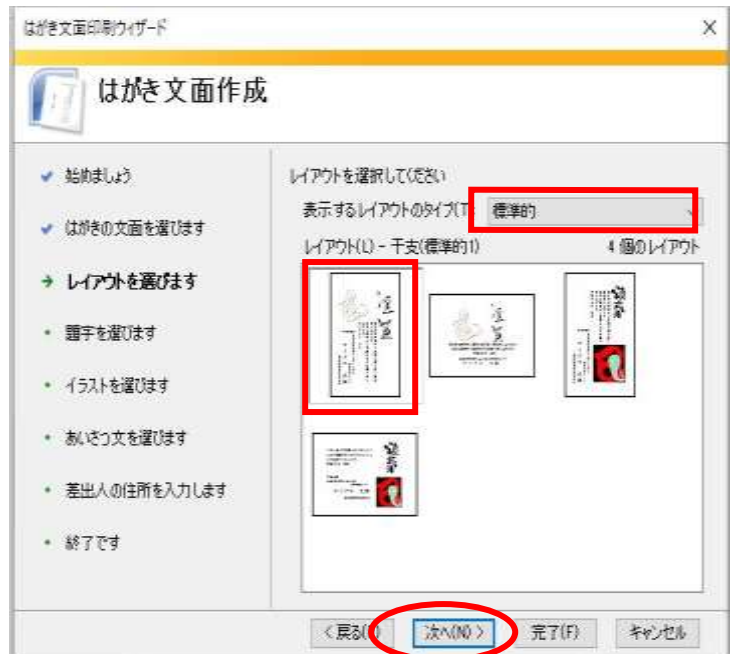 はがき文面印刷ウィザード
はがき文面作成
始めましょう
はがきの文面を選びます
レイアウトを選びます
題字を選びます
イラストを選びます
あいさつ文を選びます
差出人の住所を入力します
終了です
レイアウトを選択してください
表示するレイアウトのタイプ(T
標準的
レイアウト(L) - 干支(標準的1)
4 個のレイアウト
< 戻る(
次へ(N) >
完了(F)
キャンセル